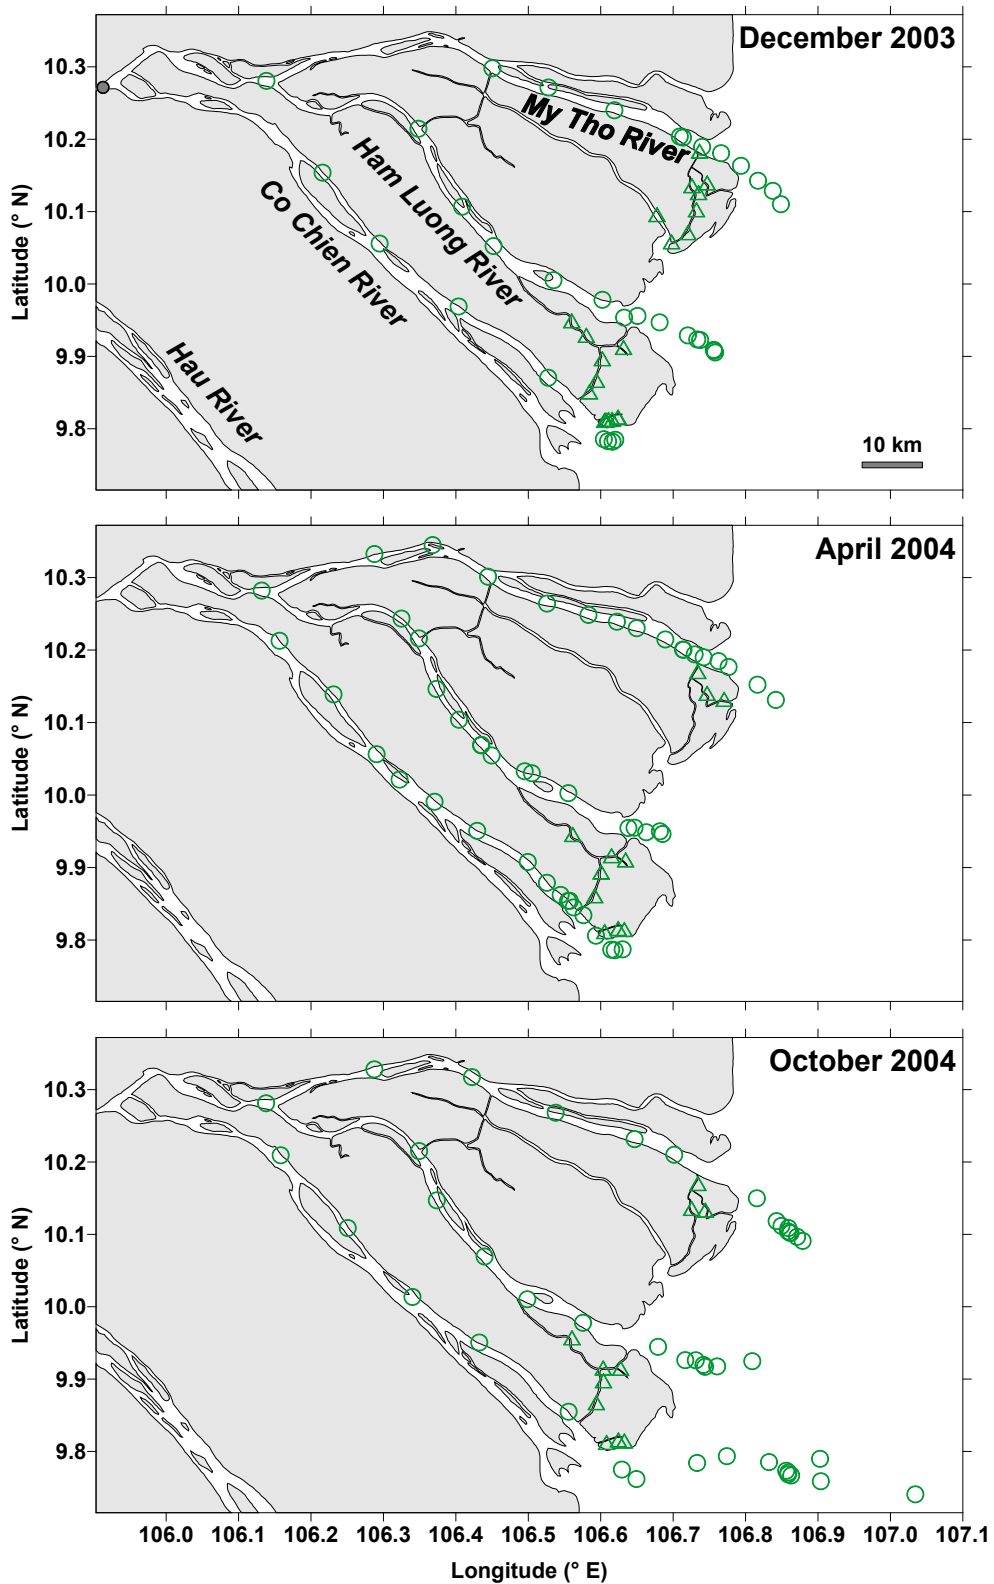 December 2003
10.3
10.2
10.1
10.0
9.9
9.8
Latitude (° N)
My Tho River
Ham Luong River
Co Chien River
Hau River
10 km
April 2004
10.3
10.2
10.1
10.0
9.9
9.8
Latitude (° N)
October 2004
10.3
10.2
10.1
10.0
9.9
9.8
Latitude (° N)
106.0 106.1 106.2 106.3 106.4 106.5 106.6 106.7 106.8 106.9 107.0 107.1
Longitude (° E)